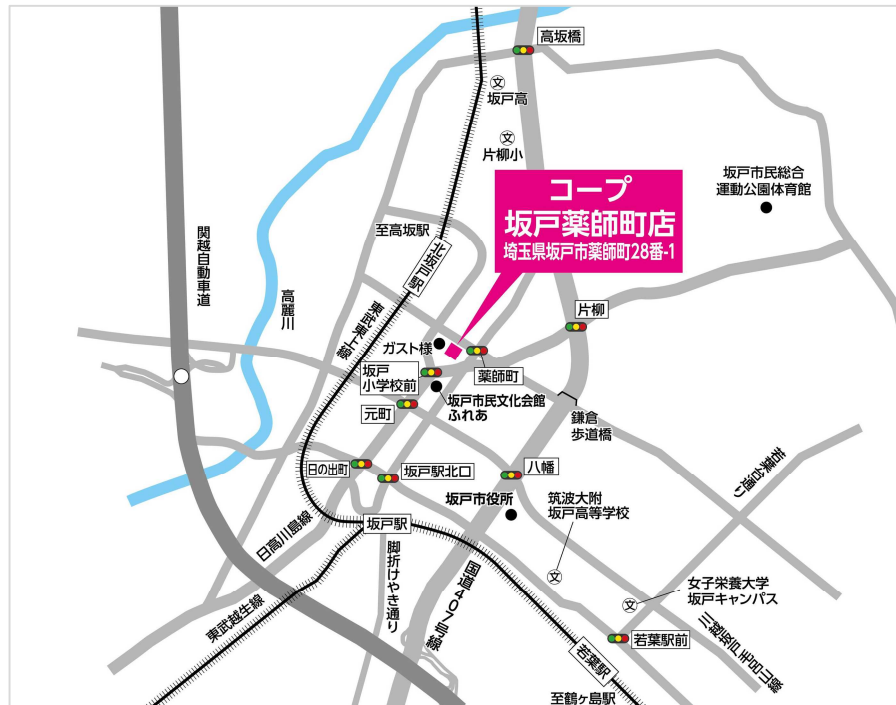 高坂橋
文
坂戸高
文
片柳小
坂戸市民総合
運動公園体育館
コープ
坂戸薬師町店
埼玉県坂戸市薬師町28番-1
至高坂駅
北坂戸駅
関越自動車道
高麗川
東武東上線
片柳
ガスト様
薬師町
坂戸
小学校前
坂戸市民文化会館
ふれあ
元町
鎌倉
歩道橋
若葉台通り
日の出町
坂戸駅北口
八幡
坂戸市役所
筑波大附
坂戸高等学校
坂戸駅
日高川島線
脚折けやき通り
国道407号線
文
女子栄養大学
坂戸キャンパス
文
東武越生線
若葉駅
若葉駅前
川越坂戸毛呂山線
至鶴ヶ島駅